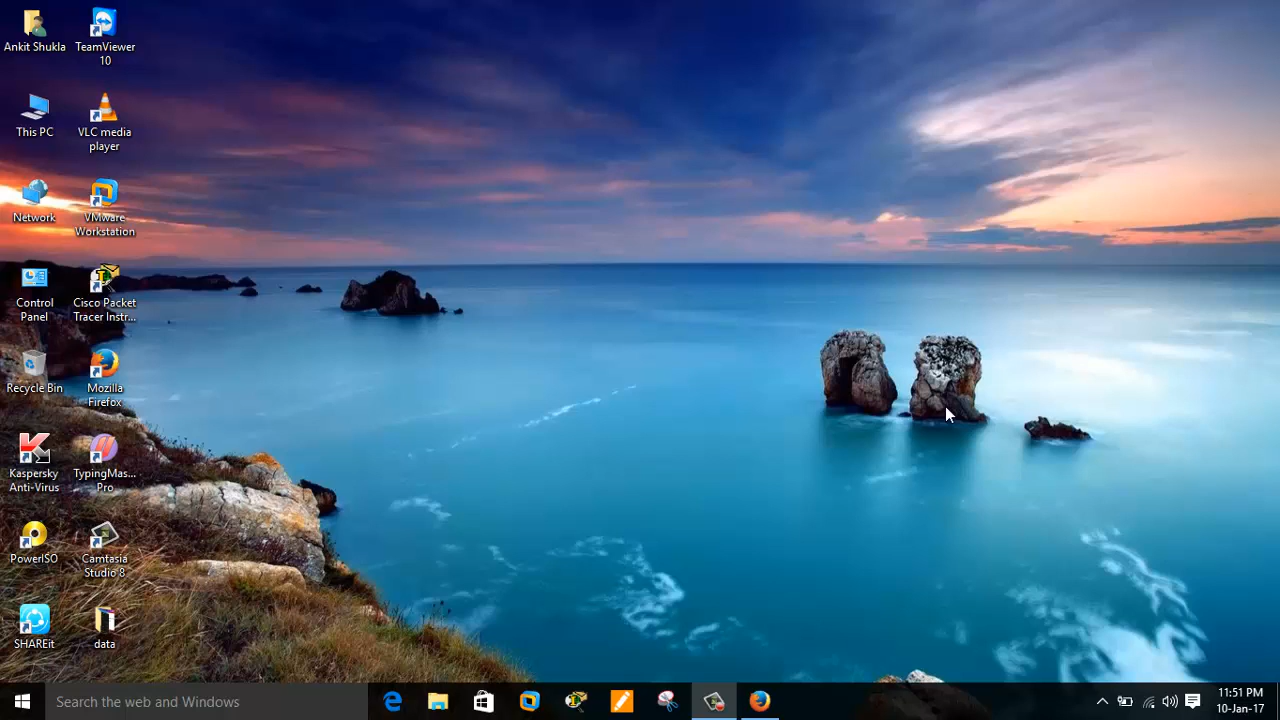 Ankit Shukla
TeamViewer
10
This PC
VLC media
player
Network
VMware
Workstation
Control
Panel
Cisco Packet
Tracer Instr...
Recycle Bin
Mozilla
Firefox
Kaspersky
Anti-Virus
TypingMas...
Pro
PowerISO
Camtasia
Studio 8
SHAREit
data
Search the web and Windows
11:51 PM
10-Jan-17